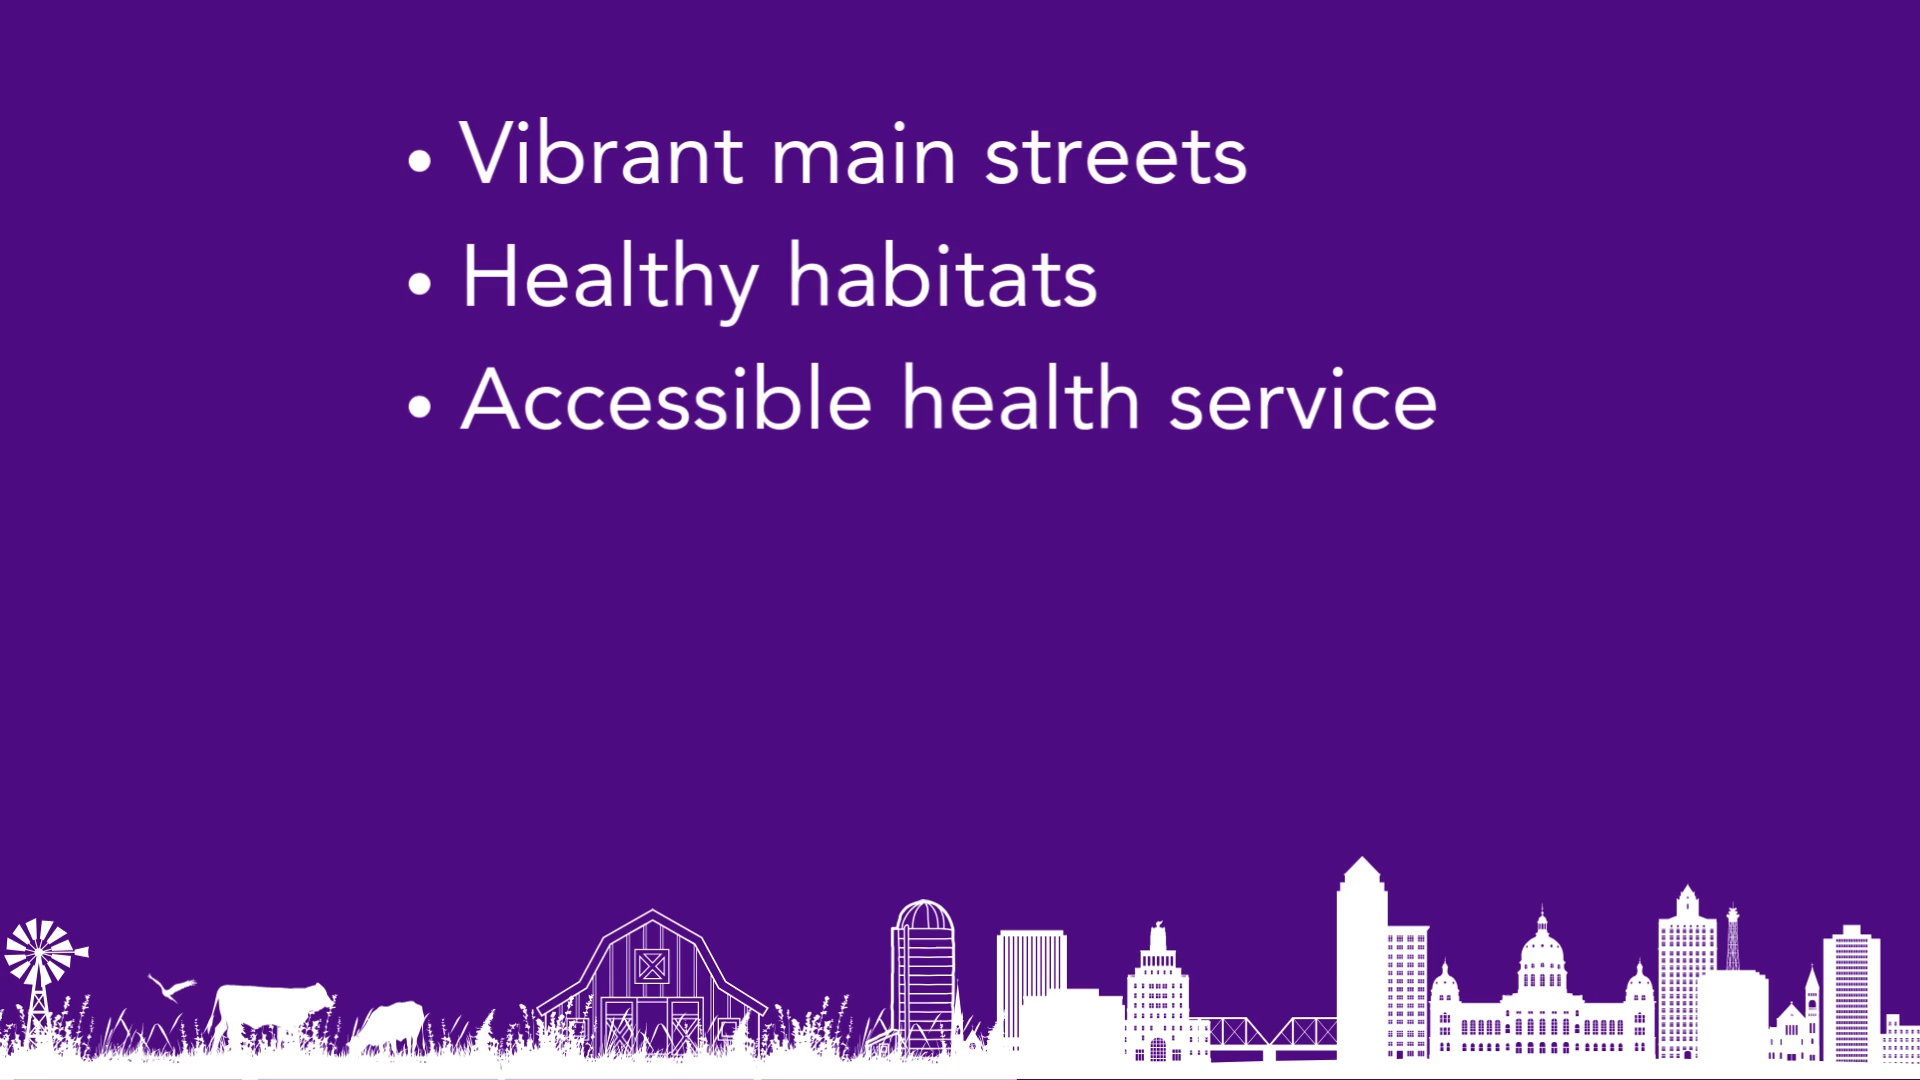 • Vibrant main streets
• Healthy habitats
• Accessible health service